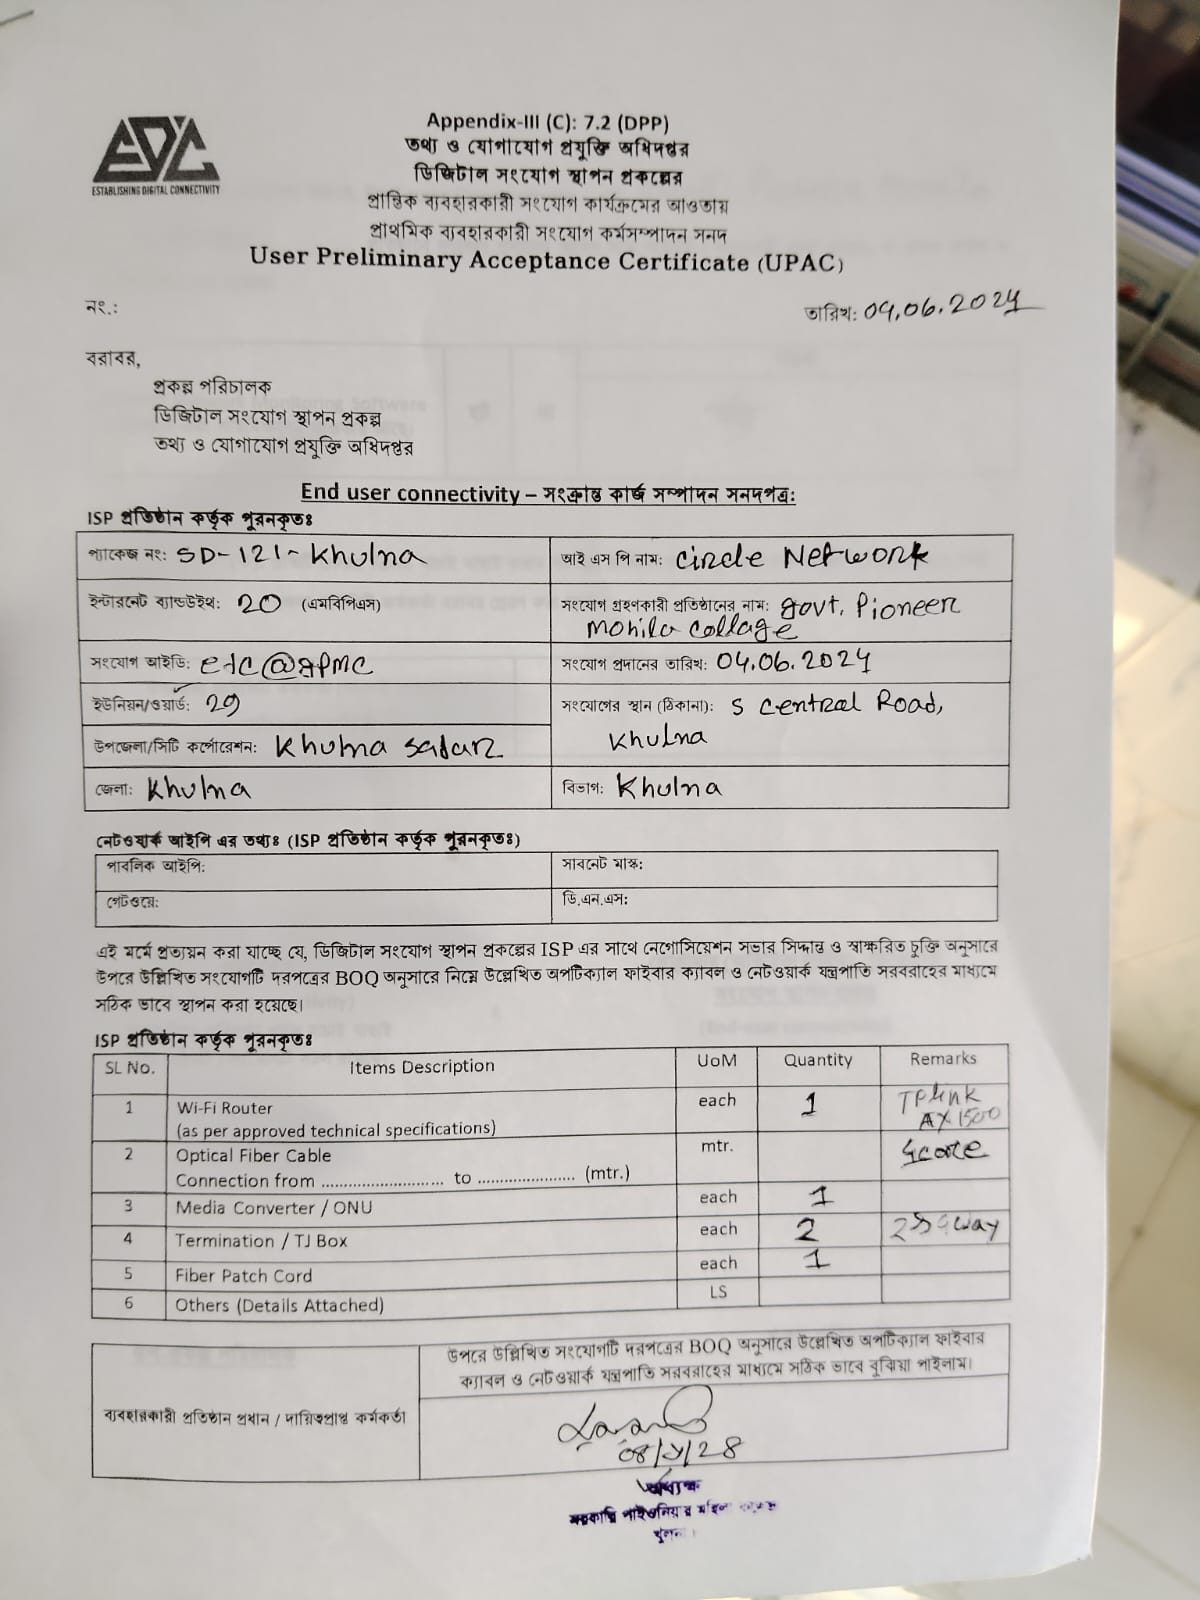 EDC
ESTABLISHING DIGITAL CONNECTIVITY
Appendix-III (C): 7.2 (DPP)
তথ্য ও যোগাযোগ প্রযুক্তি অধিদপ্তর
ডিজিটাল সংযোগ স্থাপন প্রকল্পের
প্রান্তিক ব্যবহারকারী সংযোগ কার্যক্রমের আওতায়
প্রাথমিক ব্যবহারকারী সংযোগ কর্মসম্পাদন সনদ
User Preliminary Acceptance Certificate (UPAC)
নং.:
তারিখ: 04.06.2024
বরাবর,
প্রকল্প পরিচালক
ডিজিটাল সংযোগ স্থাপন প্রকল্প
তথ্য ও যোগাযোগ প্রযুক্তি অধিদপ্তর
End user connectivity – সংক্রান্ত কার্জ সম্পাদন সনদপত্র:
ISP প্রতিষ্ঠান কর্তৃক পুরনকৃতঃ
প্যাকেজ নং: SD-121-Khulna
আই এস পি নাম: Circle Network
ইন্টারনেট ব্যান্ডউইথ: 20 (এমবিপিএস)
সংযোগ গ্রহণকারী প্রতিষ্ঠানের নাম: Govt. Pioneer
Mohila Collage
সংযোগ আইডি: edc@gpmc
সংযোগ প্রদানের তারিখ: 04.06.2024
ইউনিয়ন/ওয়ার্ড: 29
সংযোগের স্থান (ঠিকানা): S Central Road,
Khulna
উপজেলা/সিটি কর্পোরেশন: Khulna Sadar
জেলা: Khulna
বিভাগ: Khulna
নেটওয়ার্ক আইপি এর তথ্যঃ (ISP প্রতিষ্ঠান কর্তৃক পুরনকৃতঃ)
পাবলিক আইপি:
সাবনেট মাস্ক:
গেটওয়ে:
ডি.এন.এস:
এই মর্মে প্রত্যয়ন করা যাচ্ছে যে, ডিজিটাল সংযোগ স্থাপন প্রকল্পের ISP এর সাথে নেগোসিয়েশন সভার সিদ্ধান্ত ও স্বাক্ষরিত চুক্তি অনুসারে
উপরে উল্লিখিত সংযোগটি দরপত্রের BOQ অনুসারে নিম্নে উল্লেখিত অপটিক্যাল ফাইবার ক্যাবল ও নেটওয়ার্ক যন্ত্রপাতি সরবরাহের মাধ্যমে
সঠিক ভাবে স্থাপন করা হয়েছে।
ISP প্রতিষ্ঠান কর্তৃক পুরনকৃতঃ
SL No. Items Description UoM Quantity Remarks
1 Wi-Fi Router each 1 TPLink
(as per approved technical specifications) AX1500
2 Optical Fiber Cable mtr. 4core
Connection from ........................... to ..................... (mtr.)
3 Media Converter / ONU each 1
4 Termination / TJ Box each 2 way
5 Fiber Patch Cord each 1
6 Others (Details Attached) LS
উপরে উল্লিখিত সংযোগটি দরপত্রের BOQ অনুসারে উল্লেখিত অপটিক্যাল ফাইবার
ক্যাবল ও নেটওয়ার্ক যন্ত্রপাতি সরবরাহের মাধ্যমে সঠিক ভাবে বুঝিয়া পাইলাম।
ব্যবহারকারী প্রতিষ্ঠান প্রধান / দায়িত্বপ্রাপ্ত কর্মকর্তা
অধ্যক্ষ
সরকারি পাইওনিয়ার মহিলা
খুলনা।